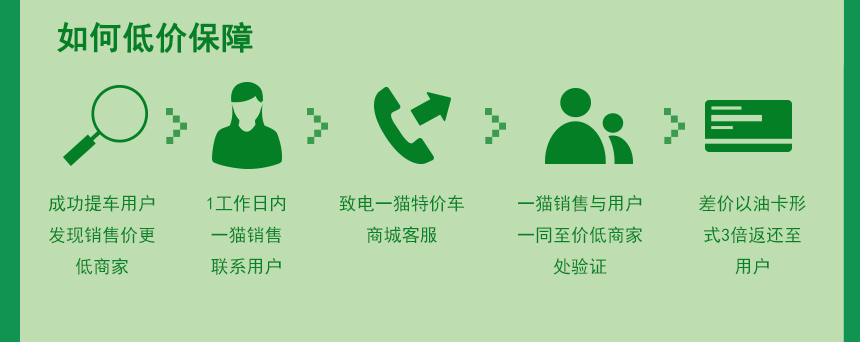 如何低价保障
成功提车用户
发现销售价更
低商家
1工作日内
一猫销售
联系用户
致电一猫特价车
商城客服
一猫销售与用户
一同至价低商家
处验证
差价以油卡形
式3倍返还至
用户